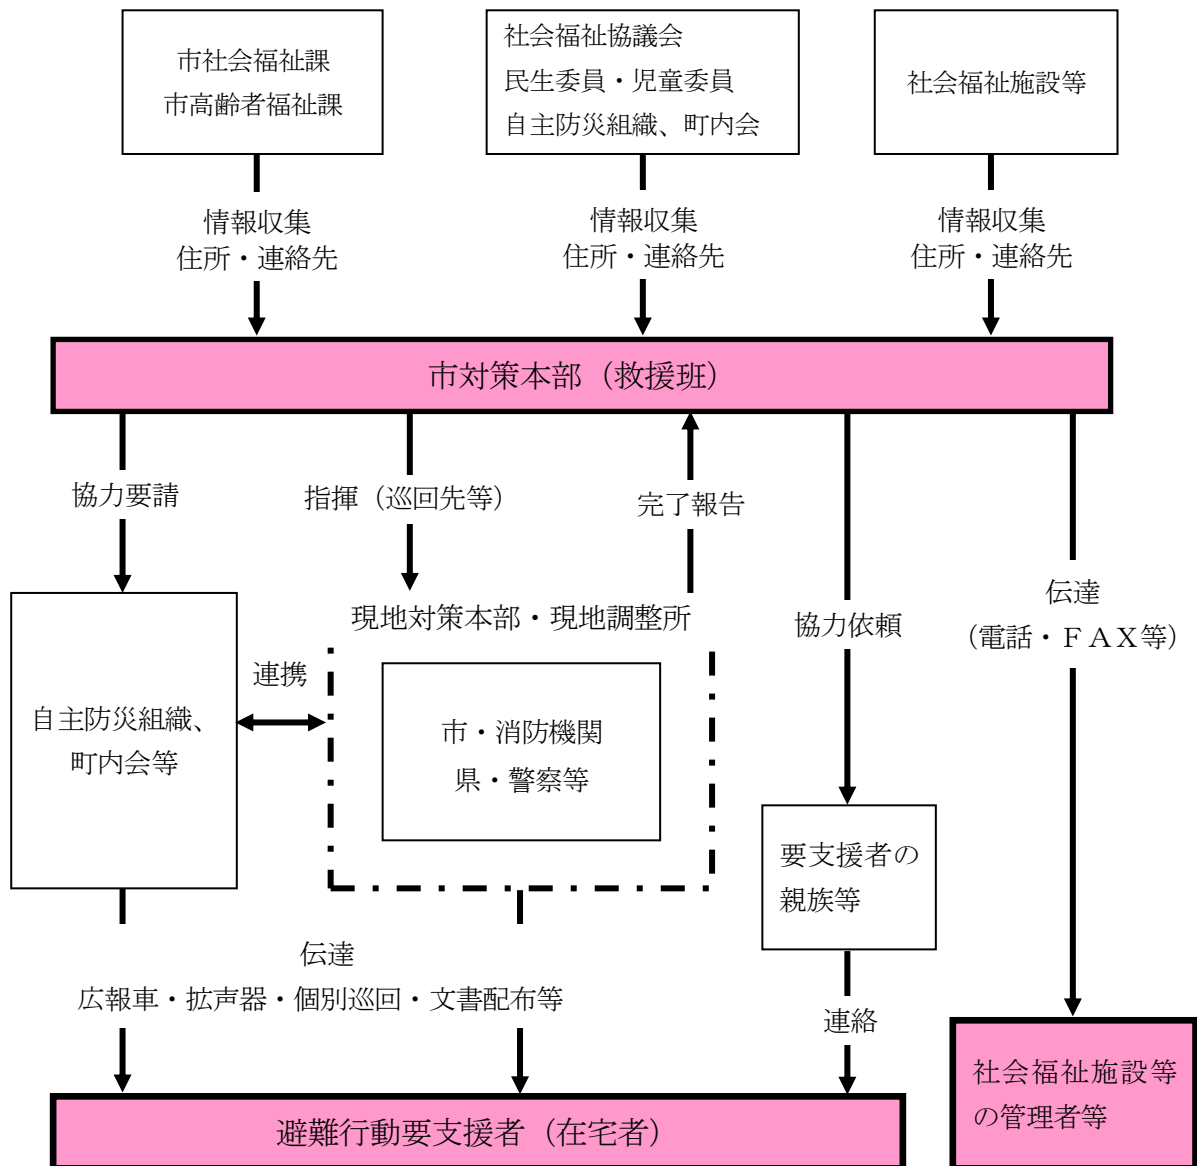 市社会福祉課
市高齢者福祉課
社会福祉協議会
民生委員・児童委員
自主防災組織、町内会
社会福祉施設等
情報収集
住所・連絡先
情報収集
住所・連絡先
情報収集
住所・連絡先
市対策本部（救援班）
協力要請
指揮（巡回先等）
完了報告
協力依頼
伝達
（電話・ＦＡＸ等）
現地対策本部・現地調整所
連携
自主防災組織、
町内会等
市・消防機関
県・警察等
要支援者の
親族等
伝達
広報車・拡声器・個別巡回・文書配布等
連絡
避難行動要支援者（在宅者）
社会福祉施設等
の管理者等